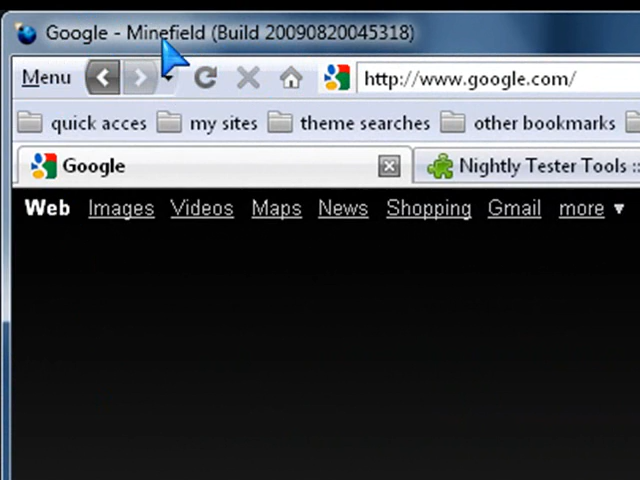 Google - Minefield (Build 20090820045318)
Menu http://www.google.com/
quick acces my sites theme searches other bookmarks
Google Nightly Tester Tools ::
Web Images Videos Maps News Shopping Gmail more ▼